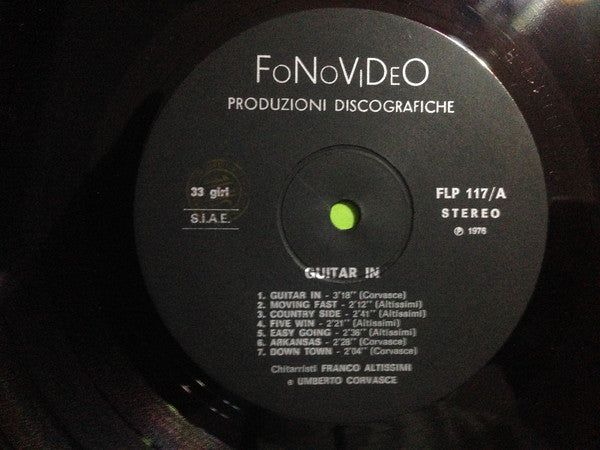 FoNoViDeO
PRODUZIONI DISCOGRAFICHE
33 giri
S.I.A.E.
FLP 117/A
STEREO
℗ 1976
GUITAR IN
1. GUITAR IN - 3'18" (Corvasce)
2. MOVING FAST - 2'12" (Altissimi)
3. COUNTRY SIDE - 2'41" (Altissimi)
4. FIVE WIN - 2'21" (Altissimi)
5. EASY GOING - 2'36" (Altissimi)
6. ARKANSAS - 2'28" (Corvasce)
7. DOWN TOWN - 2'04" (Corvasce)
Chitarristi FRANCO ALTISSIMI
e UMBERTO CORVASCE